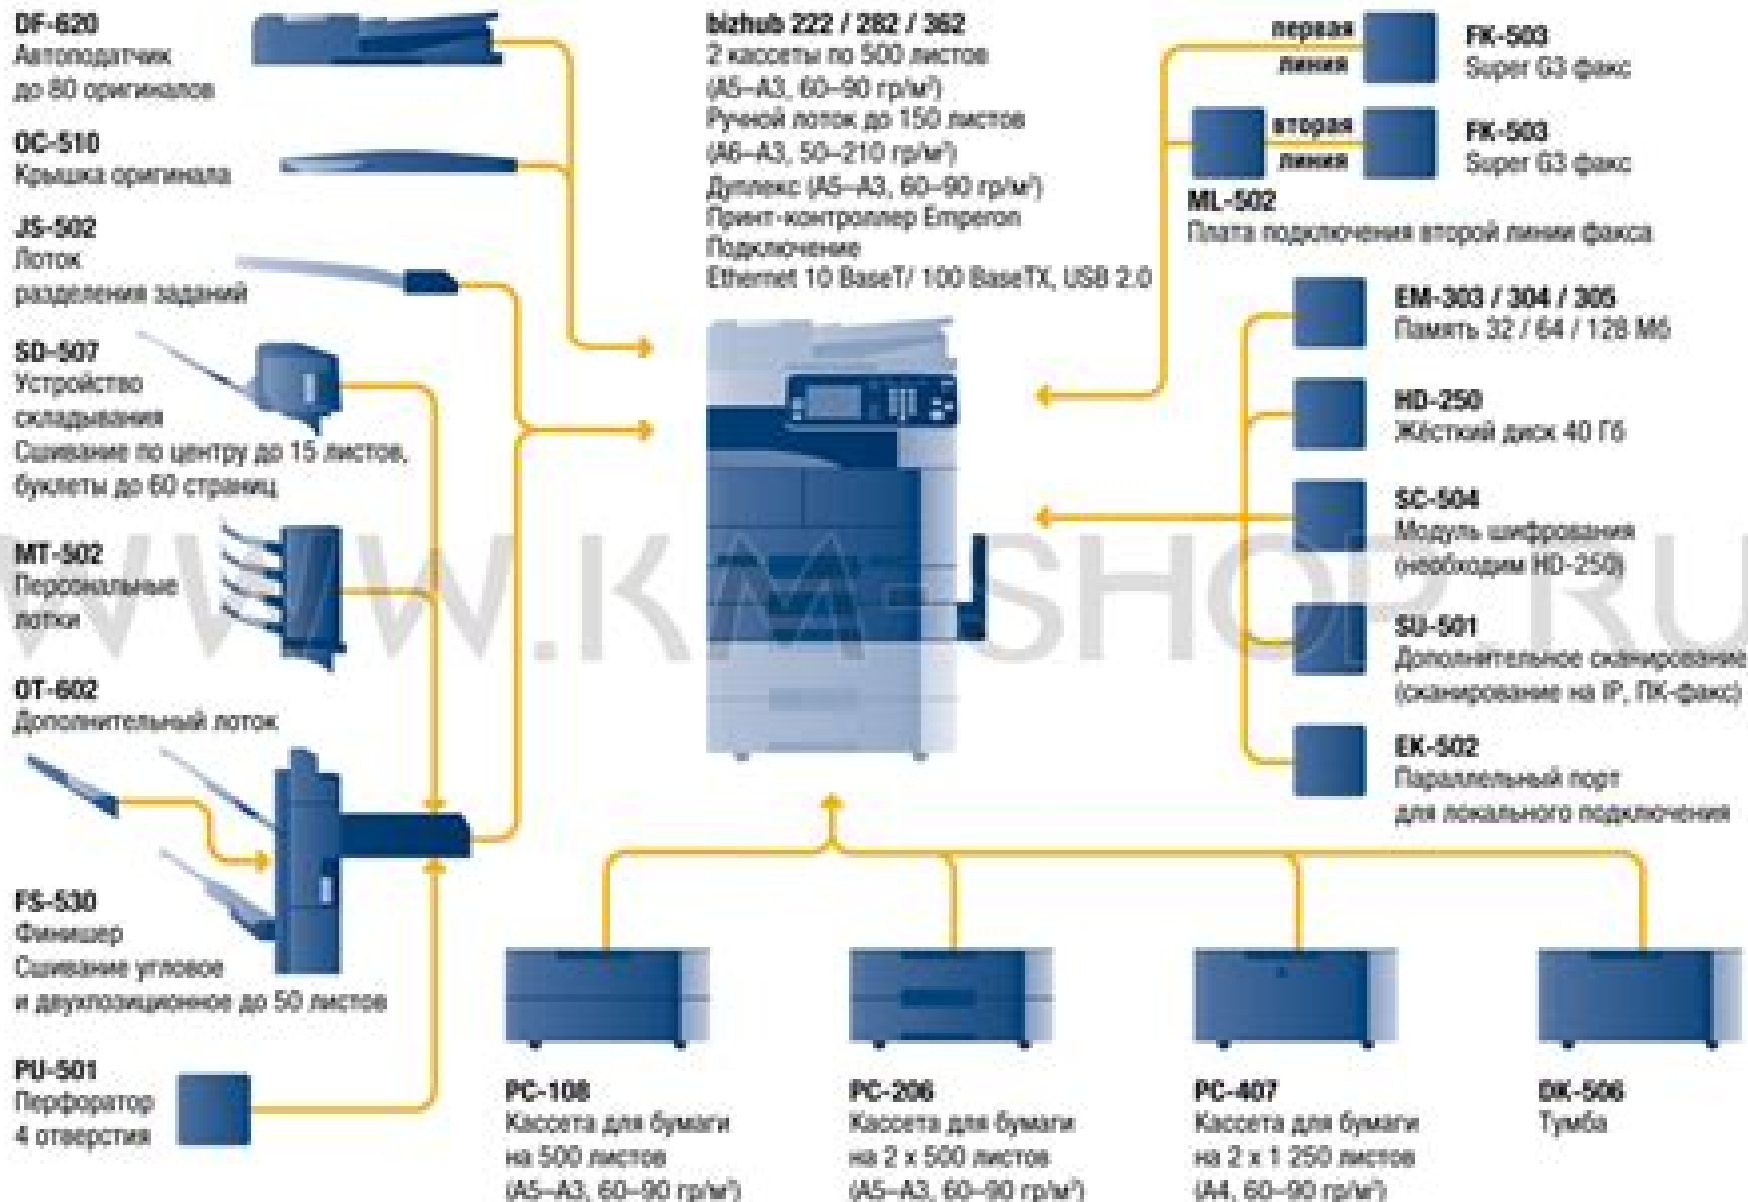 DF-620
Автоподатчик
до 80 оригиналов
OC-510
Крышка оригинала
JS-502
Лоток
разделения заданий
SD-507
Устройство
складывания
Сшивание по центру до 15 листов,
буклеты до 60 страниц
MT-502
Персональные
лотки
OT-602
Дополнительный лоток
FS-530
Финишер
Сшивание угловое
и двухпозиционное до 50 листов
PU-501
Перфоратор
4 отверстия
bizhub 222 / 282 / 362
2 кассеты по 500 листов
(A5–A3, 60–90 гр/м²)
Ручной лоток до 150 листов
(A6–A3, 50–210 гр/м²)
Дуплекс (A5–A3, 60–90 гр/м²)
Принт-контроллер Emperon
Подключение
Ethernet 10 BaseT/ 100 BaseTX, USB 2.0
первая
линия
FK-503
Super G3 факс
вторая
линия
FK-503
Super G3 факс
ML-502
Плата подключения второй линии факса
EM-303 / 304 / 305
Память 32 / 64 / 128 Мб
HD-250
Жёсткий диск 40 Гб
SC-504
Модуль шифрования
(необходим HD-250)
SU-501
Дополнительное сканирование
(сканирование на IP, ПК-факс)
EK-502
Параллельный порт
для локального подключения
PC-108
Кассета для бумаги
на 500 листов
(A5–A3, 60–90 гр/м²)
PC-206
Кассета для бумаги
на 2 x 500 листов
(A5–A3, 60–90 гр/м²)
PC-407
Кассета для бумаги
на 2 x 1 250 листов
(A4, 60–90 гр/м²)
DK-506
Тумба
WWW.KM-SHOP.RU